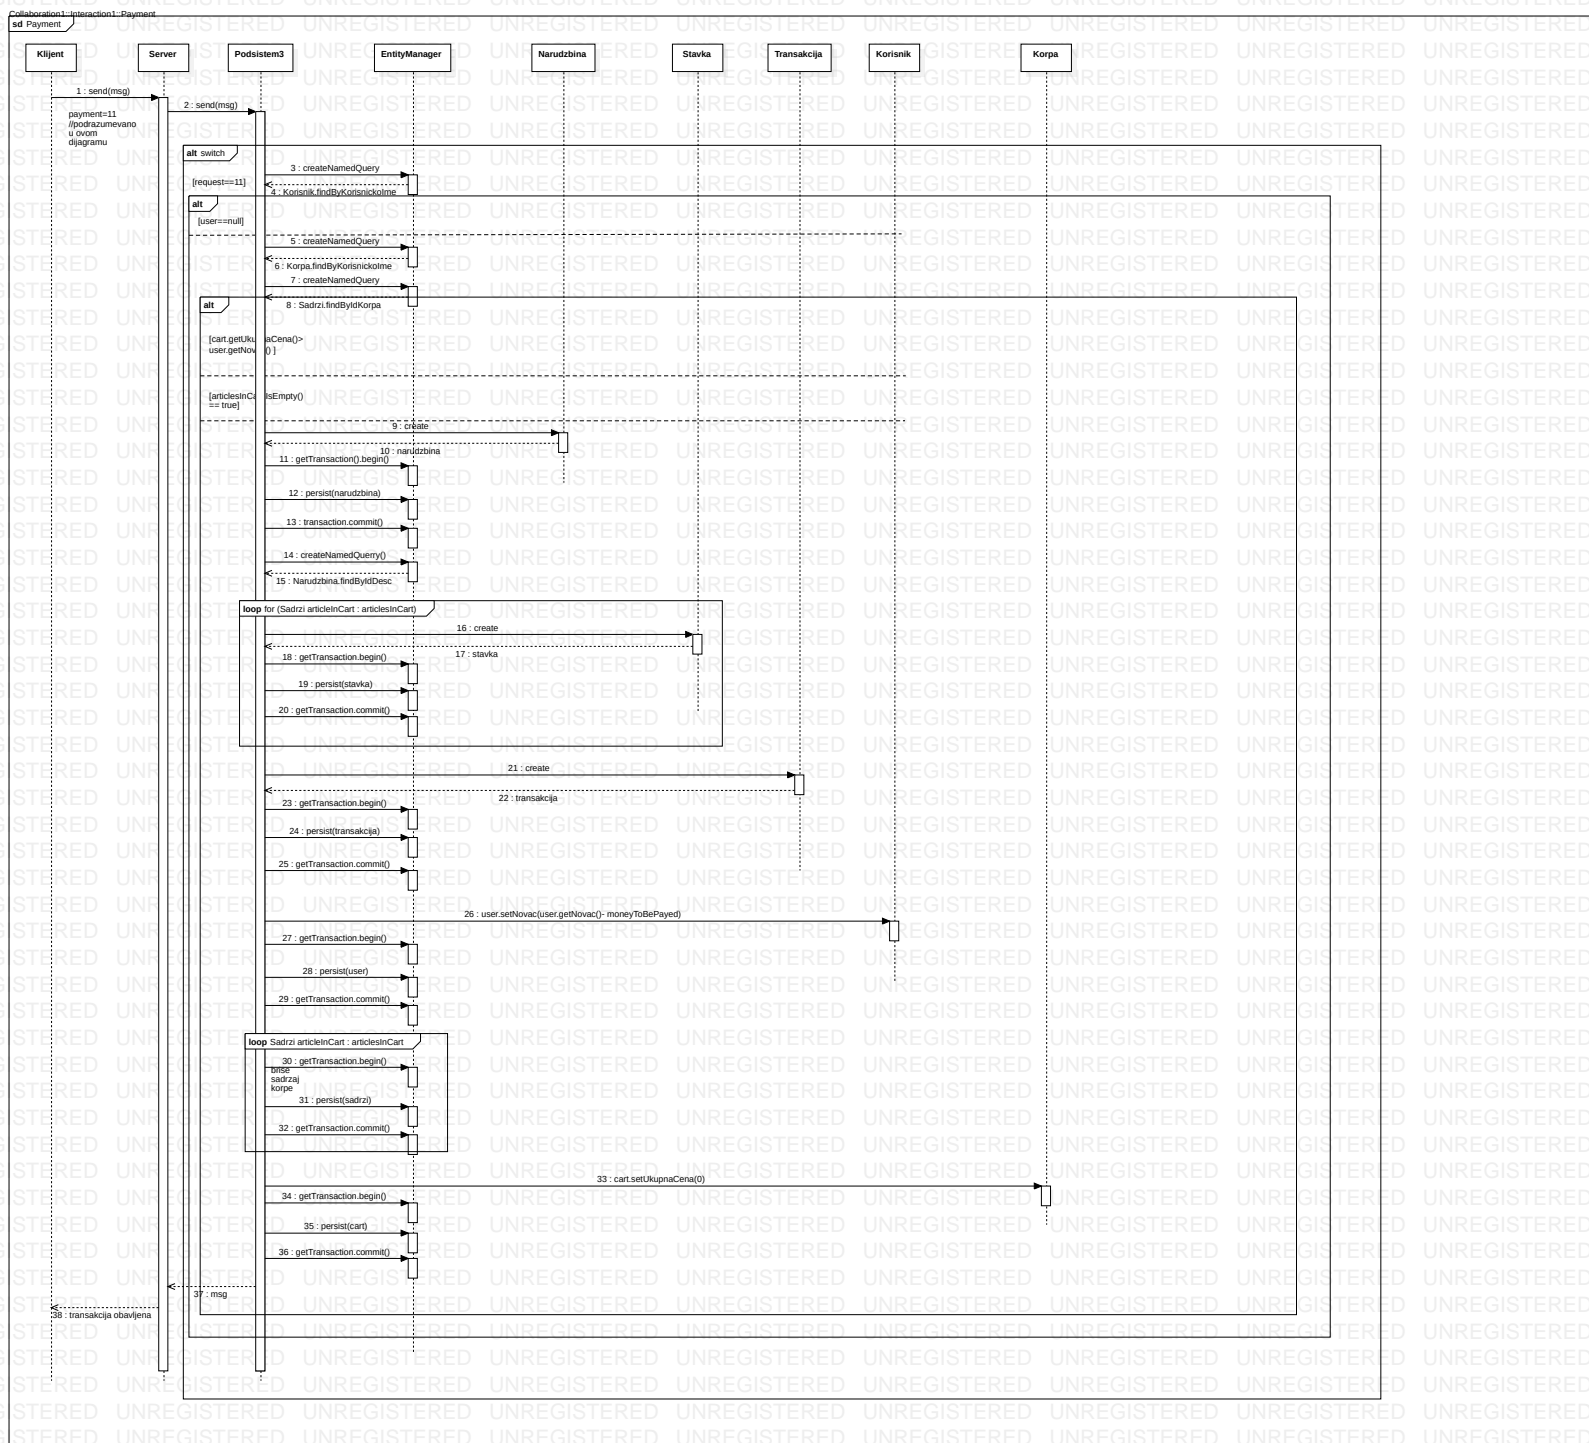 Collaboration1::Interaction1::Payment
sd Payment
Klijent
Server
Podsistem3
EntityManager
Narudzbina
Stavka
Transakcija
Korisnik
Korpa
1 : send(msg)
2 : send(msg)
payment=11
//podrazumevano
u ovom
dijagramu
alt switch
3 : createNamedQuery
[request==11]
4 : Korisnik.findByKorisnickoIme
alt
[user==null]
5 : createNamedQuery
6 : Korpa.findByKorisnickoIme
7 : createNamedQuery
alt
8 : Sadrzi.findByIdKorpa
[cart.getUkupnaCena()>
user.getNovac() ]
[articlesInCart.IsEmpty()
== true]
9 : create
10 : narudzbina
11 : getTransaction().begin()
12 : persist(narudzbina)
13 : transaction.commit()
14 : createNamedQuerry()
15 : Narudzbina.findByIdDesc
loop for (Sadrzi articleInCart : articlesInCart)
16 : create
17 : stavka
18 : getTransaction.begin()
19 : persist(stavka)
20 : getTransaction.commit()
21 : create
22 : transakcija
23 : getTransaction.begin()
24 : persist(transakcija)
25 : getTransaction.commit()
26 : user.setNovac(user.getNovac()- moneyToBePayed)
27 : getTransaction.begin()
28 : persist(user)
29 : getTransaction.commit()
loop Sadrzi articleInCart : articlesInCart
30 : getTransaction.begin()
brise
sadrzaj
korpe
31 : persist(sadrzi)
32 : getTransaction.commit()
33 : cart.setUkupnaCena(0)
34 : getTransaction.begin()
35 : persist(cart)
36 : getTransaction.commit()
37 : msg
38 : transakcija obavljena
UNREGISTERED